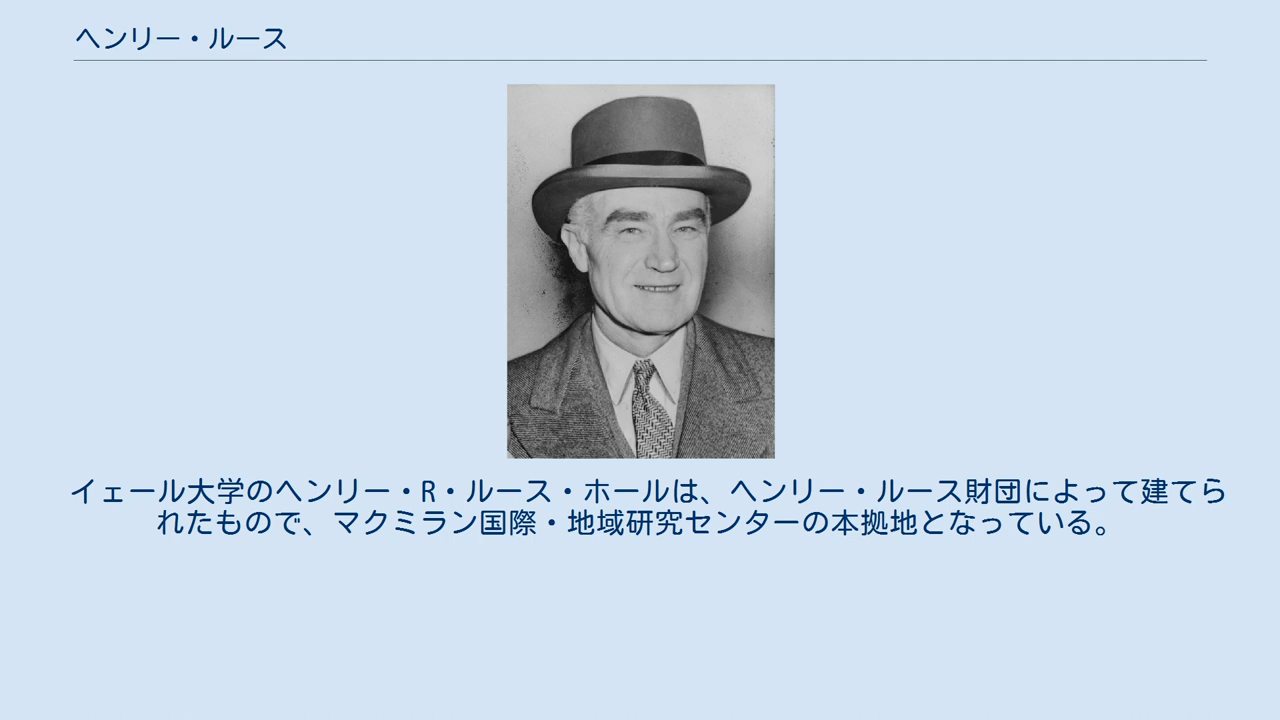 ヘンリー・ルース
イェール大学のヘンリー・R・ルース・ホールは、ヘンリー・ルース財団によって建てら
れたもので、マクミラン国際・地域研究センターの本拠地となっている。